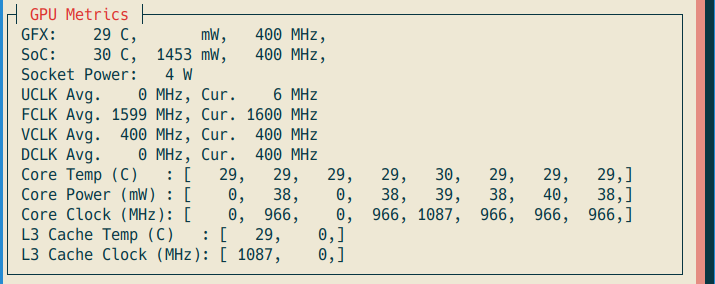 GPU Metrics
GFX:    29 C,       mW,   400 MHz,
SoC:    30 C,  1453 mW,   400 MHz,
Socket Power:   4 W
UCLK Avg.    0 MHz, Cur.    6 MHz
FCLK Avg. 1599 MHz, Cur. 1600 MHz
VCLK Avg.  400 MHz, Cur.  400 MHz
DCLK Avg.    0 MHz, Cur.  400 MHz
Core Temp (C)   : [   29,   29,   29,   29,   30,   29,   29,   29,]
Core Power (mW) : [    0,   38,    0,   38,   39,   38,   40,   38,]
Core Clock (MHz): [    0,  966,    0,  966, 1087,  966,  966,  966,]
L3 Cache Temp (C)   : [   29,    0,]
L3 Cache Clock (MHz): [ 1087,    0,]